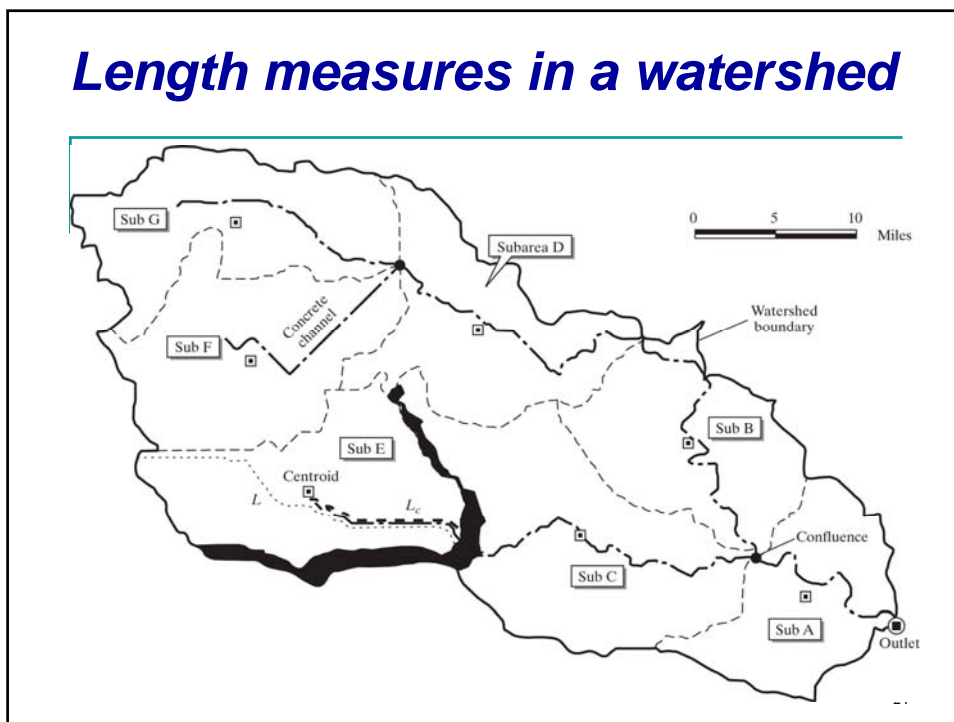 Length measures in a watershed
Sub G
Subarea D
0 5 10
Miles
Concrete
channel
Watershed
boundary
Sub F
Sub E
Sub B
Centroid
L
Lc
Confluence
Sub C
Sub A
Outlet